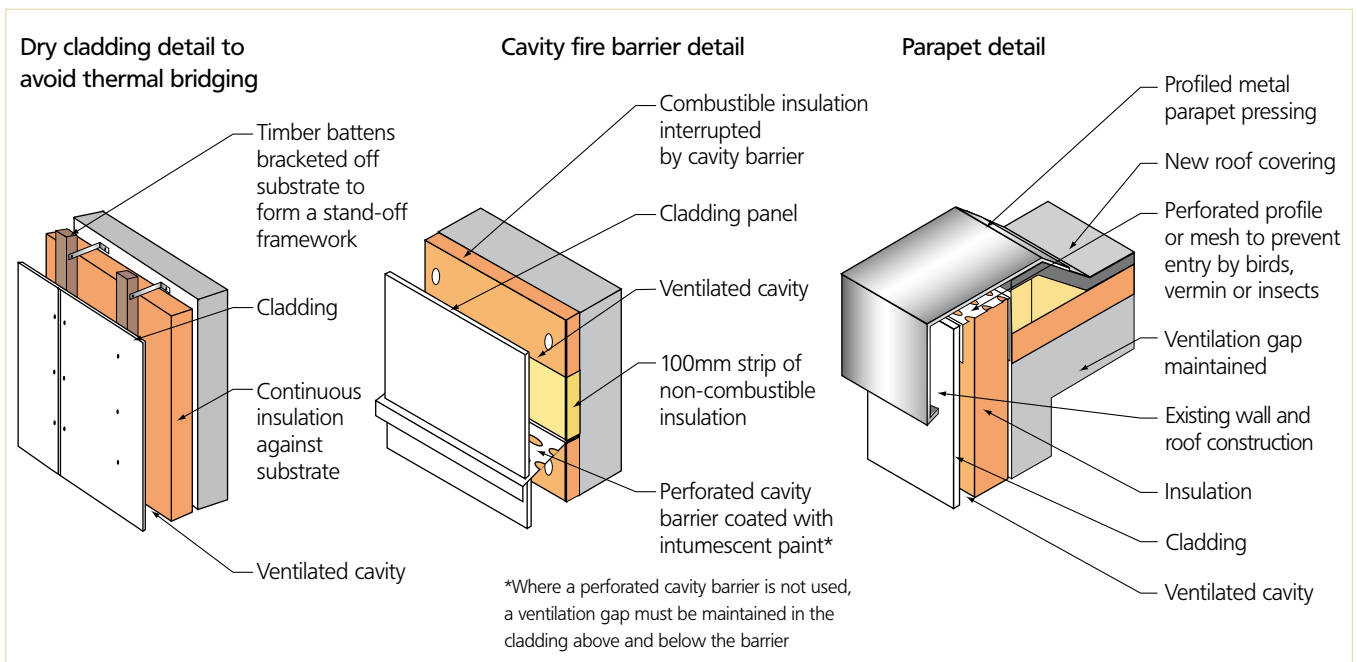 Dry cladding detail to
avoid thermal bridging
Timber battens
bracketed off
substrate to
form a stand-off
framework
Cladding
Continuous
insulation
against
substrate
Ventilated cavity
Cavity fire barrier detail
Combustible insulation
interrupted
by cavity barrier
Cladding panel
Ventilated cavity
100mm strip of
non-combustible
insulation
Perforated cavity
barrier coated with
intumescent paint*
*Where a perforated cavity barrier is not used,
a ventilation gap must be maintained in the
cladding above and below the barrier
Parapet detail
Profiled metal
parapet pressing
New roof covering
Perforated profile
or mesh to prevent
entry by birds,
vermin or insects
Ventilation gap
maintained
Existing wall and
roof construction
Insulation
Cladding
Ventilated cavity